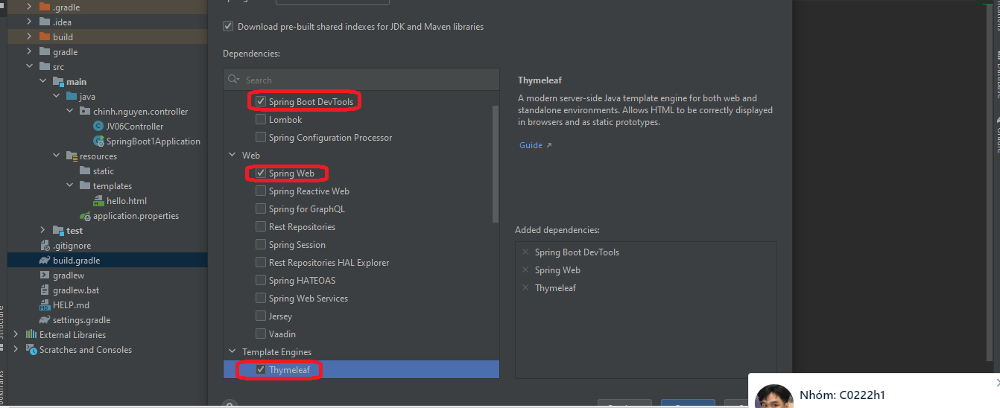 .gradle
.idea
build
gradle
src
main
java
chinh.nguyen.controller
JV06Controller
SpringBoot1Application
resources
static
templates
hello.html
application.properties
test
.gitignore
build.gradle
gradlew
gradlew.bat
HELP.md
settings.gradle
External Libraries
Scratches and Consoles
Download pre-built shared indexes for JDK and Maven libraries
Dependencies:
Search
Spring Boot DevTools
Lombok
Spring Configuration Processor
Web
Spring Web
Spring Reactive Web
Spring for GraphQL
Rest Repositories
Spring Session
Rest Repositories HAL Explorer
Spring HATEOAS
Spring Web Services
Jersey
Vaadin
Template Engines
Thymeleaf
Thymeleaf
A modern server-side Java template engine for both web and
standalone environments. Allows HTML to be correctly displayed
in browsers and as static prototypes.
Guide
Added dependencies:
Spring Boot DevTools
Spring Web
Thymeleaf
Nhóm: C0222h1